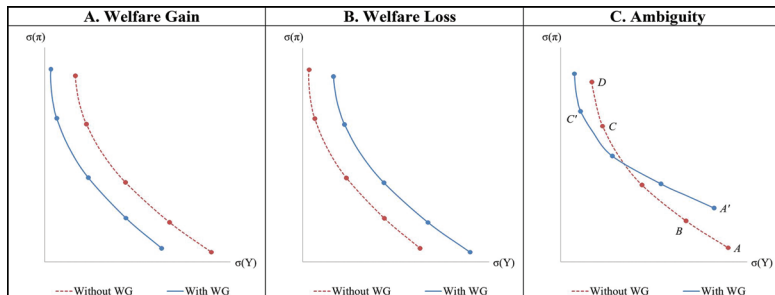 A. Welfare Gain
B. Welfare Loss
C. Ambiguity
σ(π)
σ(Y)
Without WG
With WG
σ(π)
σ(Y)
Without WG
With WG
σ(π)
D
C
C'
A'
B
A
σ(Y)
Without WG
With WG